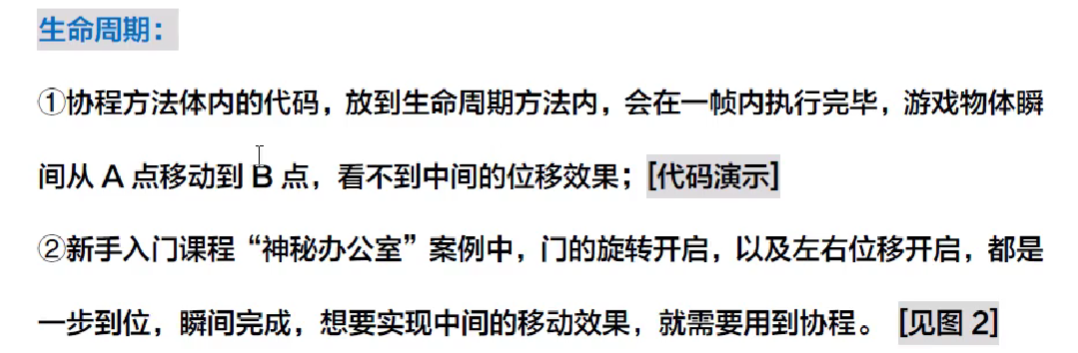 生命周期：
①协程方法体内的代码，放到生命周期方法内，会在一帧内执行完毕，游戏物体瞬
间从 A 点移动到 B 点，看不到中间的位移效果；[代码演示]
②新手入门课程“神秘办公室”案例中，门的旋转开启，以及左右位移开启，都是
一步到位，瞬间完成，想要实现中间的移动效果，就需要用到协程。 [见图 2]